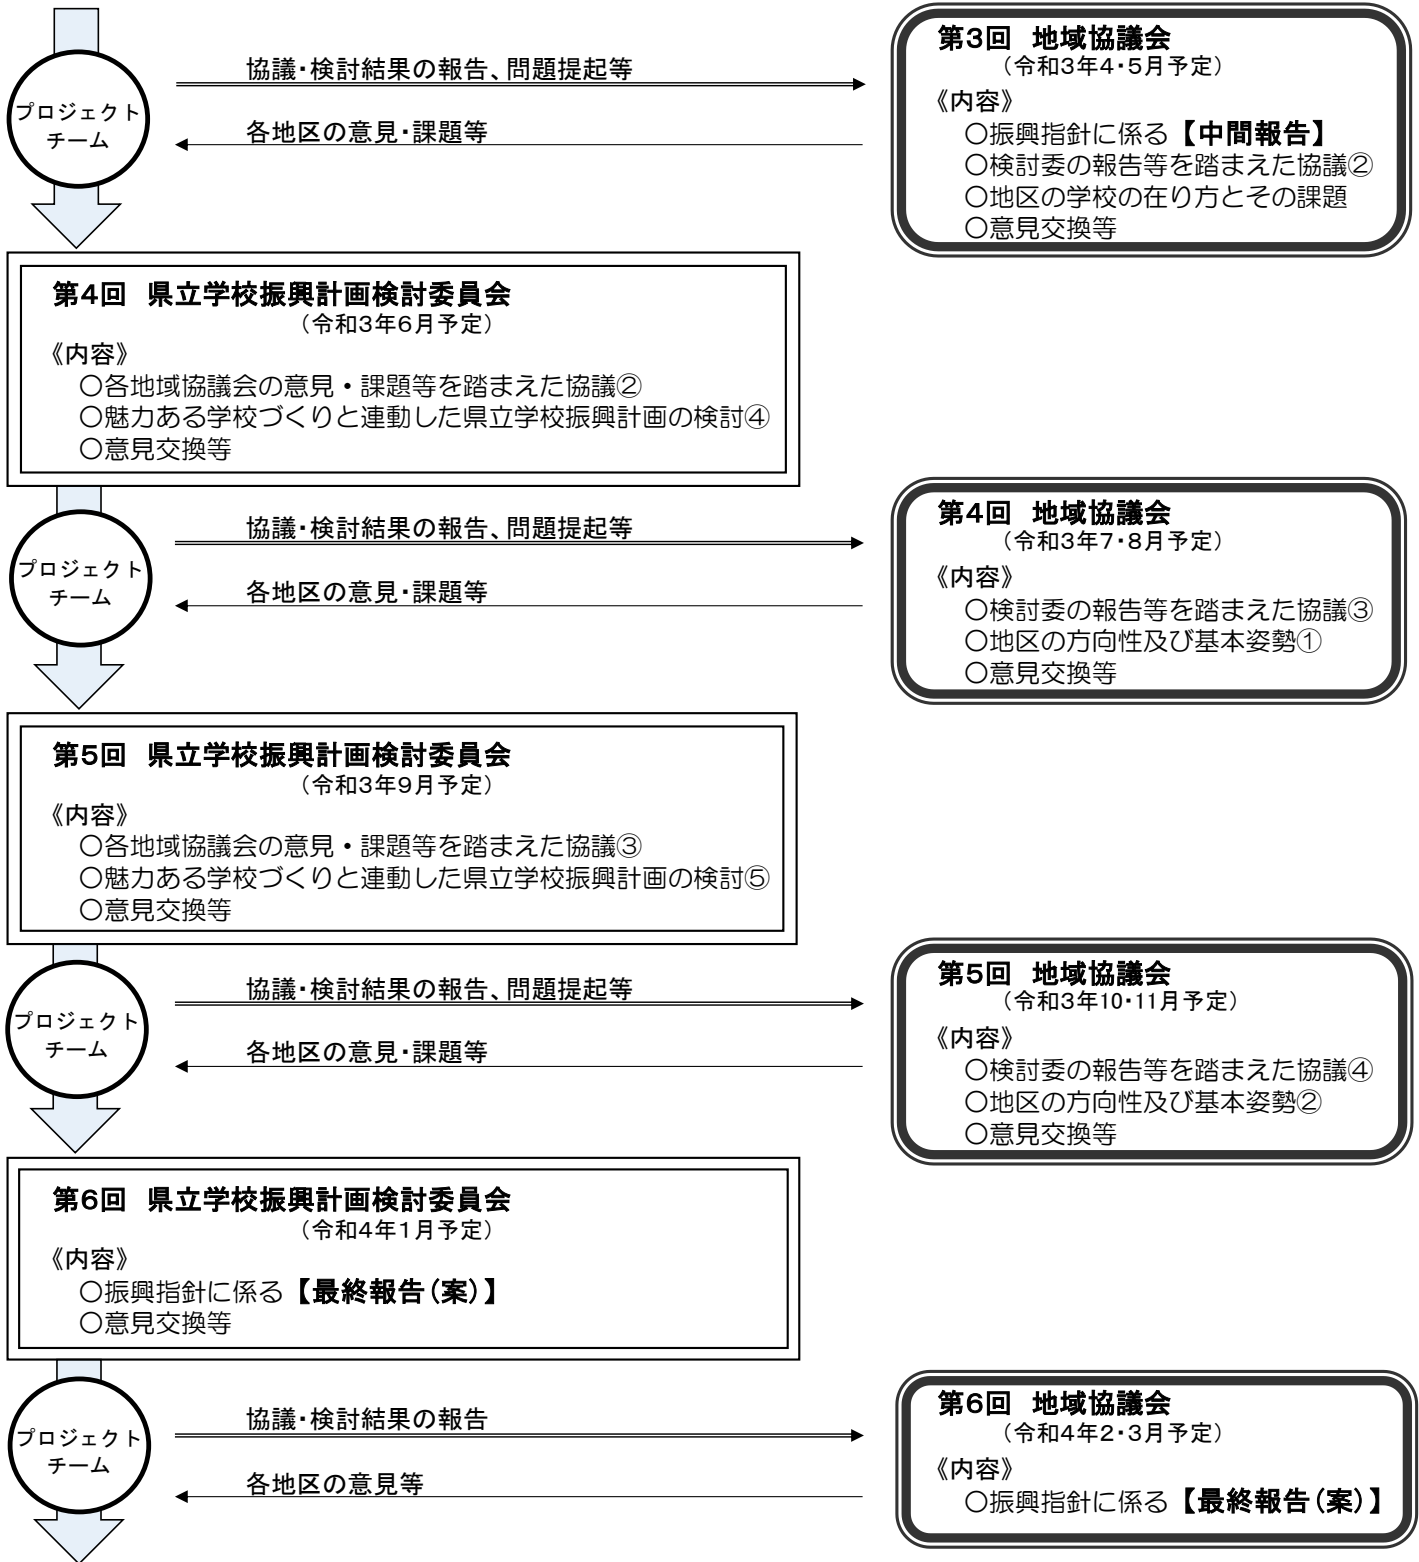 プロジェクト
チーム
協議・検討結果の報告、問題提起等
各地区の意見・課題等
第3回 地域協議会
(令和3年4・5月予定)
《内容》
○振興指針に係る【中間報告】
○検討委の報告等を踏まえた協議②
○地区の学校の在り方とその課題
○意見交換等
第4回 県立学校振興計画検討委員会
(令和3年6月予定)
《内容》
○各地域協議会の意見・課題等を踏まえた協議②
○魅力ある学校づくりと連動した県立学校振興計画の検討④
○意見交換等
プロジェクト
チーム
協議・検討結果の報告、問題提起等
各地区の意見・課題等
第4回 地域協議会
(令和3年7・8月予定)
《内容》
○検討委の報告等を踏まえた協議③
○地区の方向性及び基本姿勢①
○意見交換等
第5回 県立学校振興計画検討委員会
(令和3年9月予定)
《内容》
○各地域協議会の意見・課題等を踏まえた協議③
○魅力ある学校づくりと連動した県立学校振興計画の検討⑤
○意見交換等
プロジェクト
チーム
協議・検討結果の報告、問題提起等
各地区の意見・課題等
第5回 地域協議会
(令和3年10・11月予定)
《内容》
○検討委の報告等を踏まえた協議④
○地区の方向性及び基本姿勢②
○意見交換等
第6回 県立学校振興計画検討委員会
(令和4年1月予定)
《内容》
○振興指針に係る【最終報告(案)】
○意見交換等
プロジェクト
チーム
協議・検討結果の報告
各地区の意見等
第6回 地域協議会
(令和4年2・3月予定)
《内容》
○振興指針に係る【最終報告(案)】